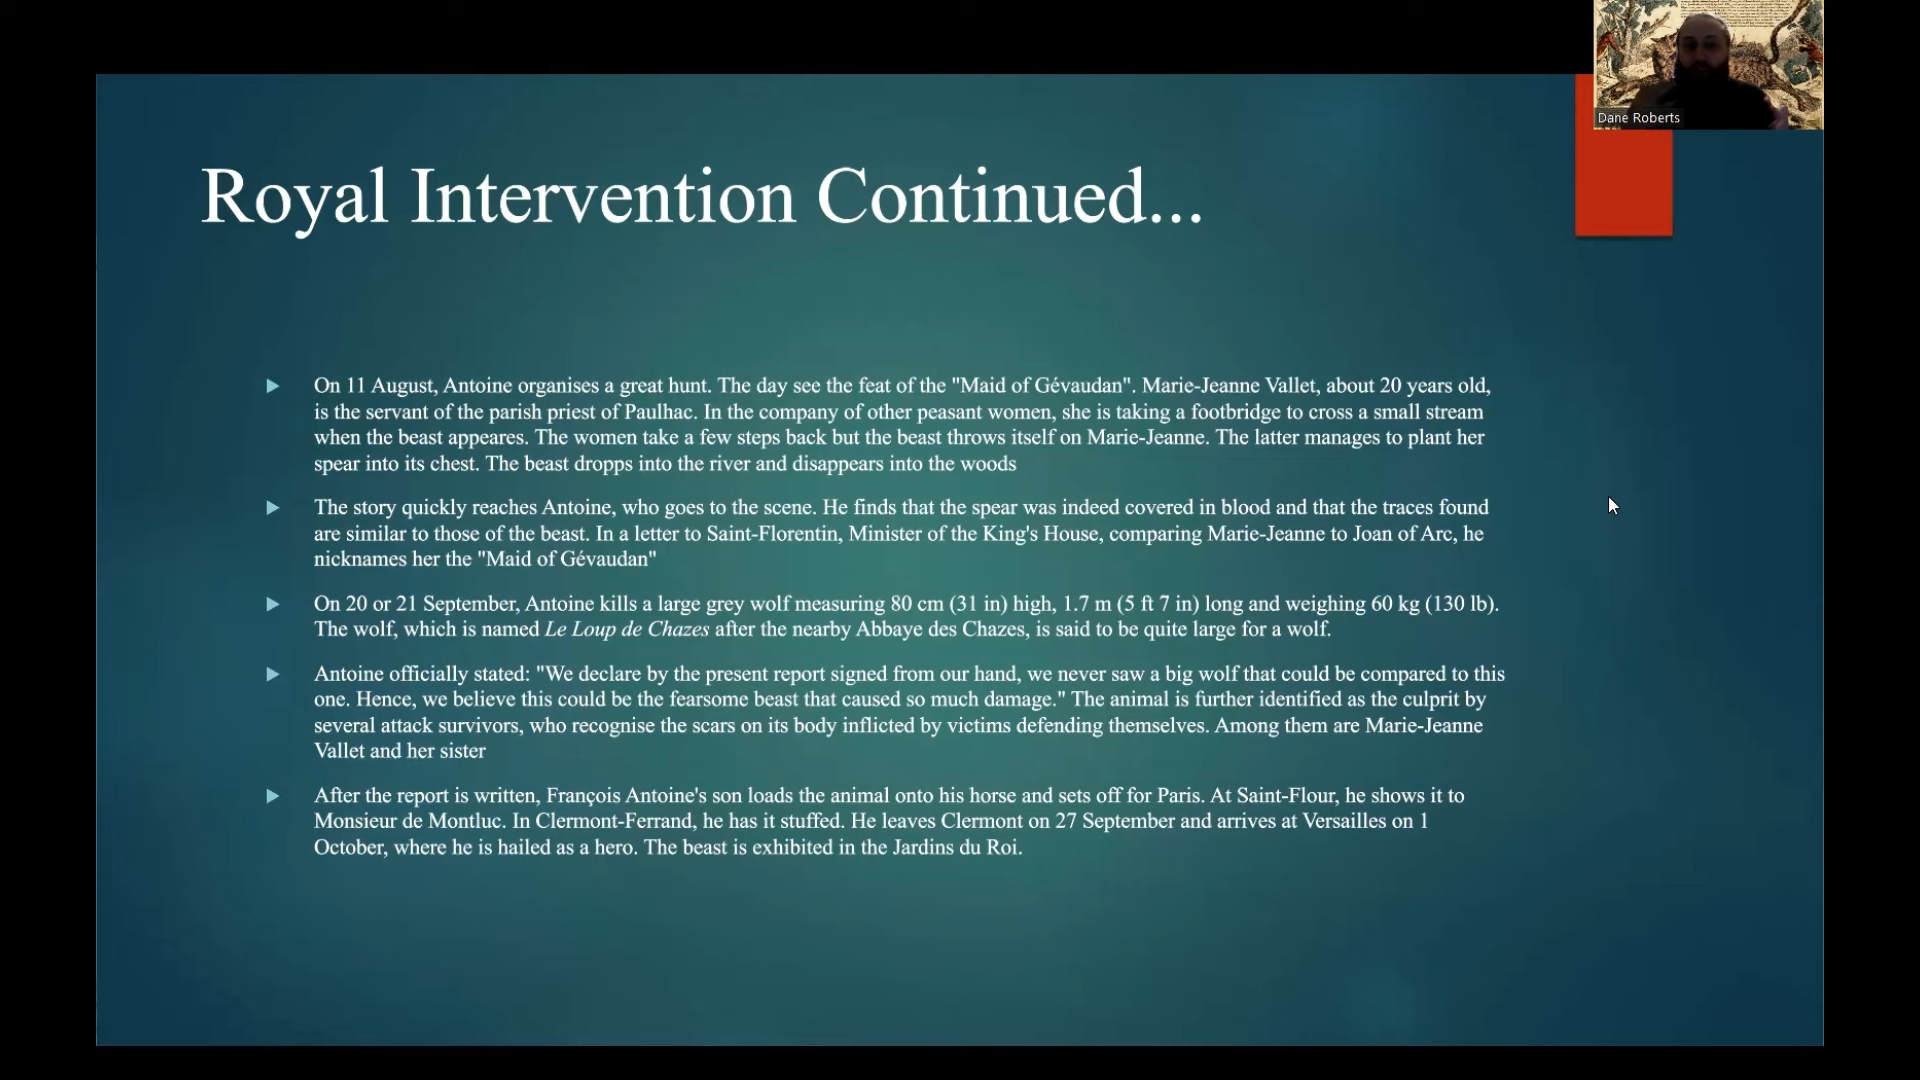 Dane Roberts
Royal Intervention Continued...
On 11 August, Antoine organises a great hunt. The day see the feat of the "Maid of Gévaudan". Marie-Jeanne Vallet, about 20 years old,
is the servant of the parish priest of Paulhac. In the company of other peasant women, she is taking a footbridge to cross a small stream
when the beast appeares. The women take a few steps back but the beast throws itself on Marie-Jeanne. The latter manages to plant her
spear into its chest. The beast dropps into the river and disappears into the woods
The story quickly reaches Antoine, who goes to the scene. He finds that the spear was indeed covered in blood and that the traces found
are similar to those of the beast. In a letter to Saint-Florentin, Minister of the King's House, comparing Marie-Jeanne to Joan of Arc, he
nicknames her the "Maid of Gévaudan"
On 20 or 21 September, Antoine kills a large grey wolf measuring 80 cm (31 in) high, 1.7 m (5 ft 7 in) long and weighing 60 kg (130 lb).
The wolf, which is named Le Loup de Chazes after the nearby Abbaye des Chazes, is said to be quite large for a wolf.
Antoine officially stated: "We declare by the present report signed from our hand, we never saw a big wolf that could be compared to this
one. Hence, we believe this could be the fearsome beast that caused so much damage." The animal is further identified as the culprit by
several attack survivors, who recognise the scars on its body inflicted by victims defending themselves. Among them are Marie-Jeanne
Vallet and her sister
After the report is written, François Antoine's son loads the animal onto his horse and sets off for Paris. At Saint-Flour, he shows it to
Monsieur de Montluc. In Clermont-Ferrand, he has it stuffed. He leaves Clermont on 27 September and arrives at Versailles on 1
October, where he is hailed as a hero. The beast is exhibited in the Jardins du Roi.